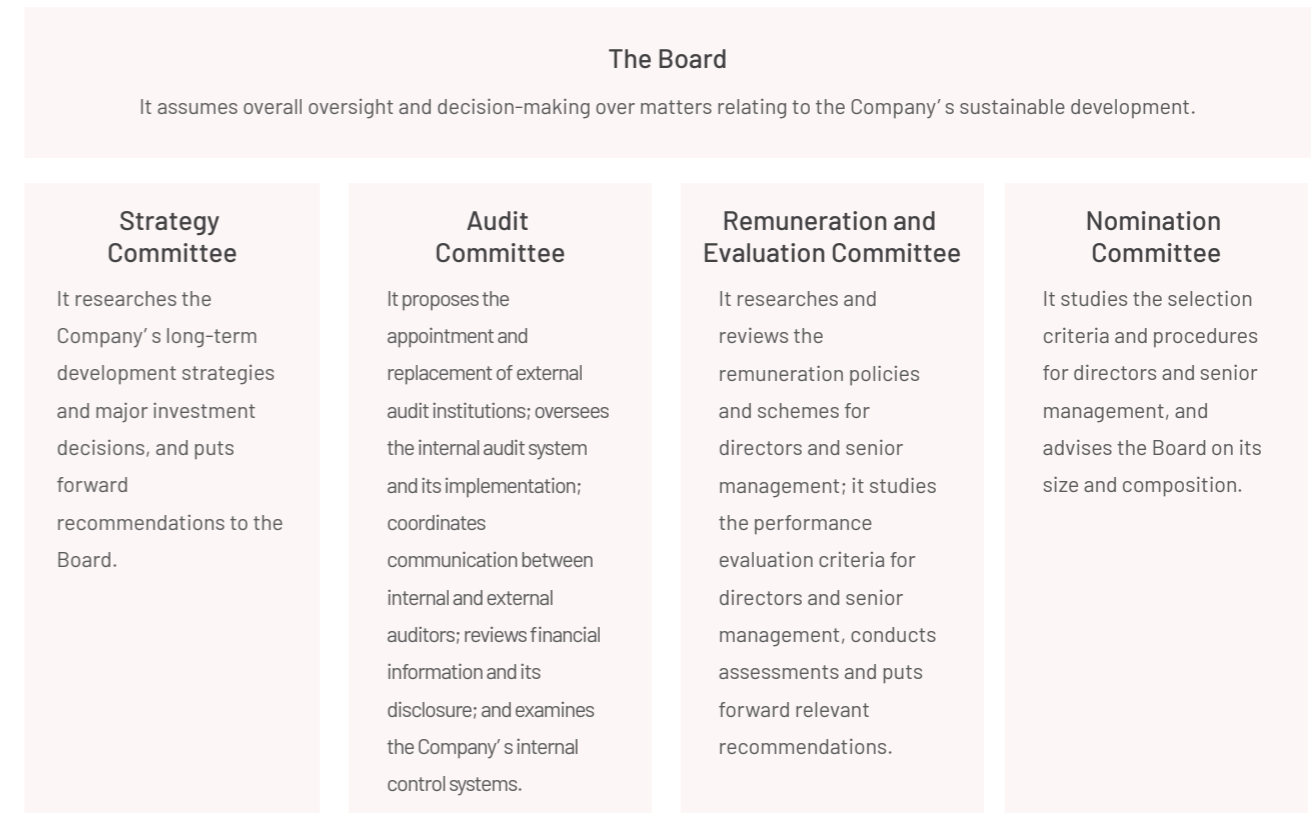 The Board
It assumes overall oversight and decision-making over matters relating to the Company’ s sustainable development.
Strategy
Committee
It researches the
Company’ s long-term
development strategies
and major investment
decisions, and puts
forward
recommendations to the
Board.
Audit
Committee
It proposes the
appointment and
replacement of external
audit institutions; oversees
the internal audit system
and its implementation;
coordinates
communication between
internal and external
auditors; reviews financial
information and its
disclosure; and examines
the Company’ s internal
control systems.
Remuneration and
Evaluation Committee
It researches and
reviews the
remuneration policies
and schemes for
directors and senior
management; it studies
the performance
evaluation criteria for
directors and senior
management, conducts
assessments and puts
forward relevant
recommendations.
Nomination
Committee
It studies the selection
criteria and procedures
for directors and senior
management, and
advises the Board on its
size and composition.